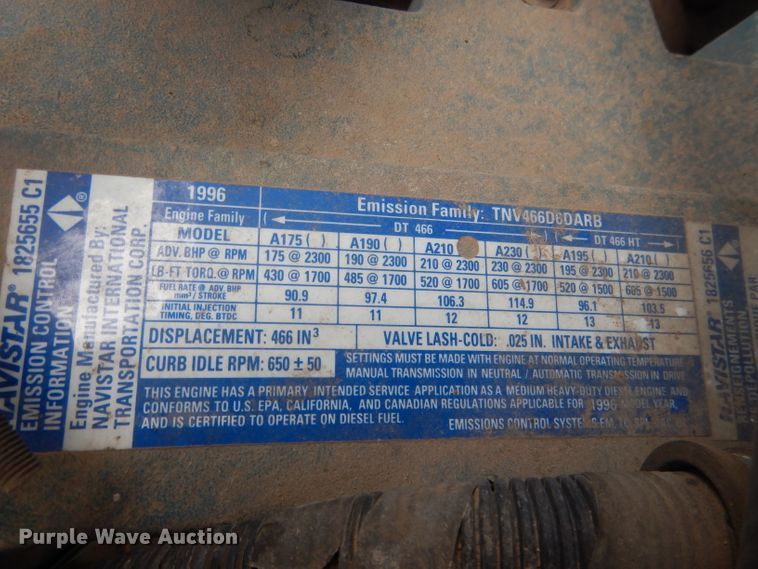 NAVISTAR® 1825655 C1
EMISSION CONTROL
INFORMATION
Engine Manufactured By:
NAVISTAR INTERNATIONAL
TRANSPORTATION CORP.
1996 Emission Family: TNV466D8DARB
Engine Family DT 466 DT 466 HT
MODEL A175 ( ) A190 ( ) A210 A230 ( ) A195 ( ) A210 ( )
ADV. BHP @ RPM 175 @ 2300 190 @ 2300 210 @ 2300 230 @ 2300 195 @ 2300 210 @ 2300
LB-FT TORQ.@ RPM 430 @ 1700 485 @ 1700 520 @ 1700 605 @ 1700 520 @ 1500 605 @ 1500
FUEL RATE @ ADV. BHP
mm³ / STROKE 90.9 97.4 106.3 114.9 96.1 103.5
INITIAL INJECTION
TIMING, DEG. BTDC 11 11 12 12 13 13
DISPLACEMENT: 466 IN³ VALVE LASH-COLD: .025 IN. INTAKE & EXHAUST
CURB IDLE RPM: 650 ± 50
SETTINGS MUST BE MADE WITH ENGINE AT NORMAL OPERATING TEMPERATURE
MANUAL TRANSMISSION IN NEUTRAL / AUTOMATIC TRANSMISSION IN DRIVE
THIS ENGINE HAS A PRIMARY INTENDED SERVICE APPLICATION AS A MEDIUM HEAVY-DUTY DIESEL ENGINE AND
CONFORMS TO U.S. EPA, CALIFORNIA, AND CANADIAN REGULATIONS APPLICABLE FOR 1996 MODEL YEAR,
AND IS CERTIFIED TO OPERATE ON DIESEL FUEL.
EMISSIONS CONTROL SYSTEMS:
NAVISTAR 1825656 C1
RENSEIGNEMENTS
Purple Wave Auction